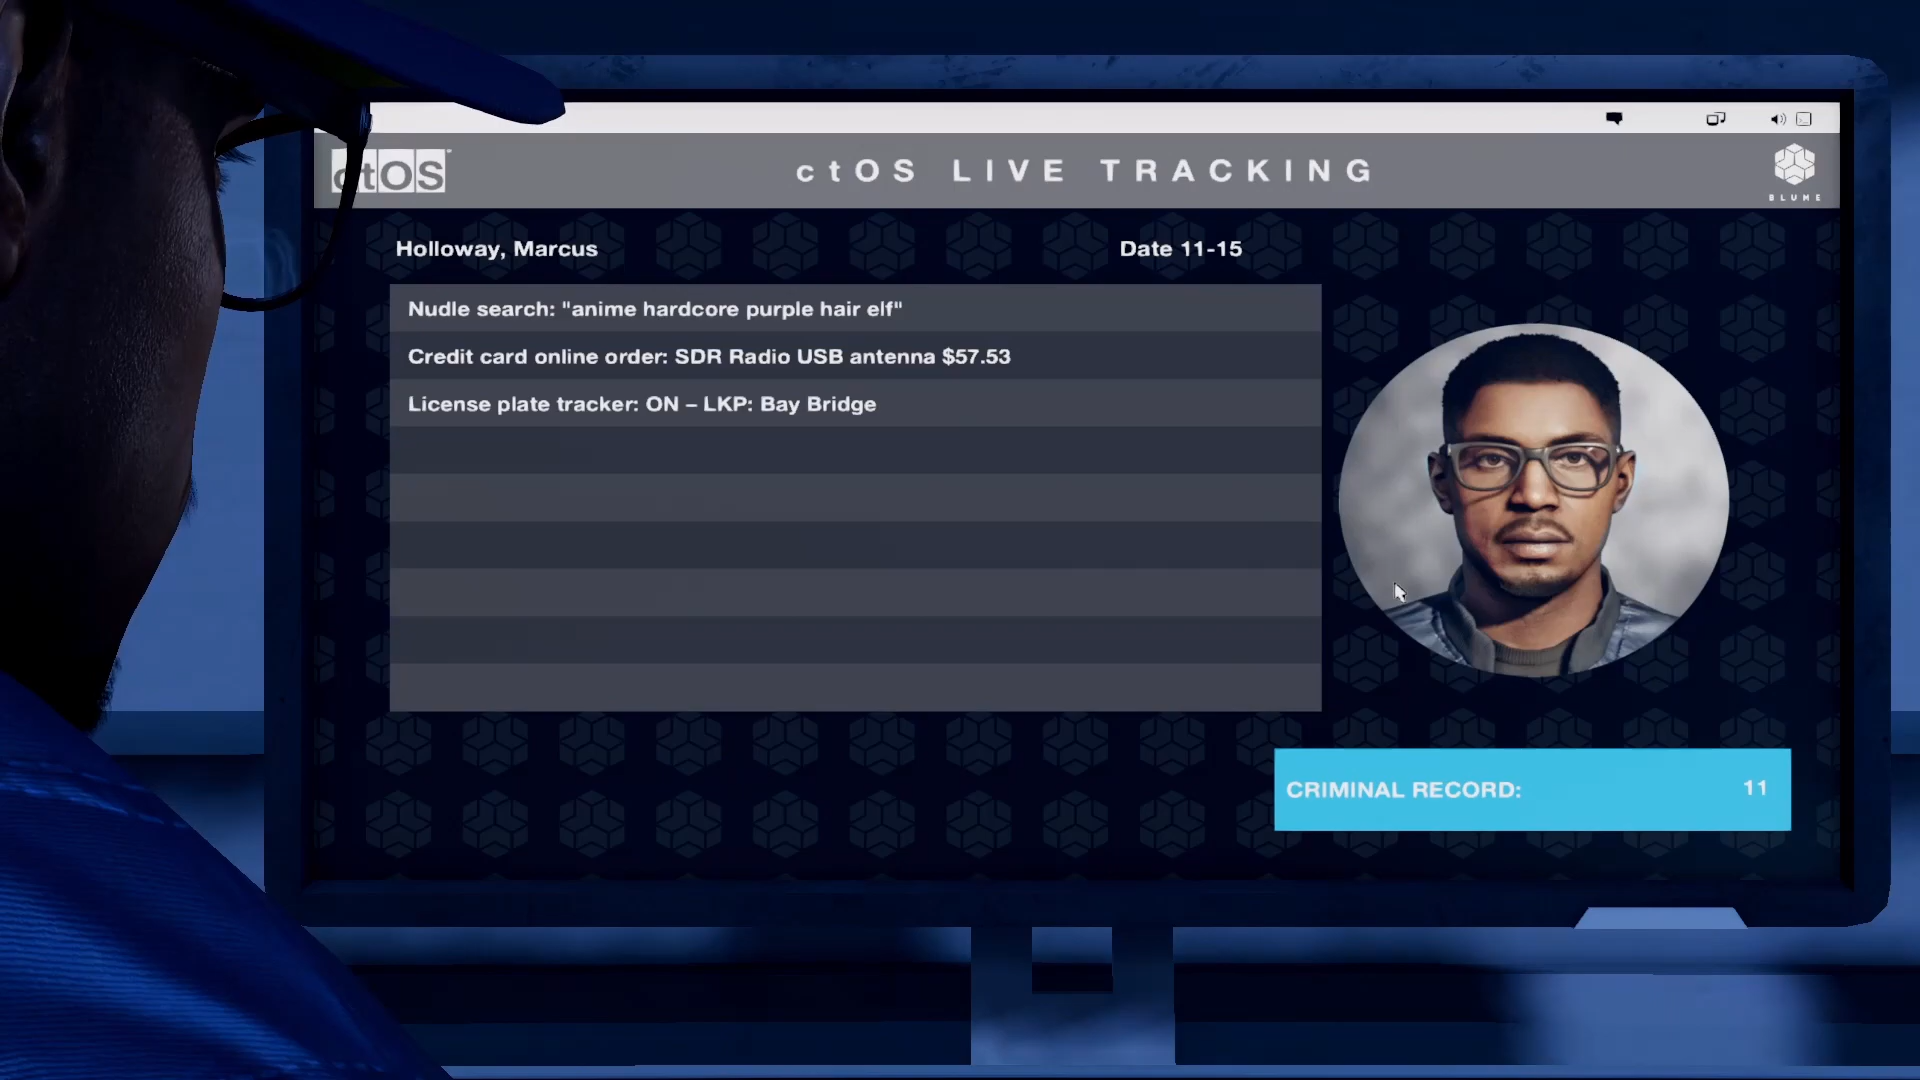 ctOS
ctOS LIVE TRACKING
BLUME
Holloway, Marcus
Date 11-15
Nudle search: "anime hardcore purple hair elf"
Credit card online order: SDR Radio USB antenna $57.53
License plate tracker: ON – LKP: Bay Bridge
CRIMINAL RECORD: 11